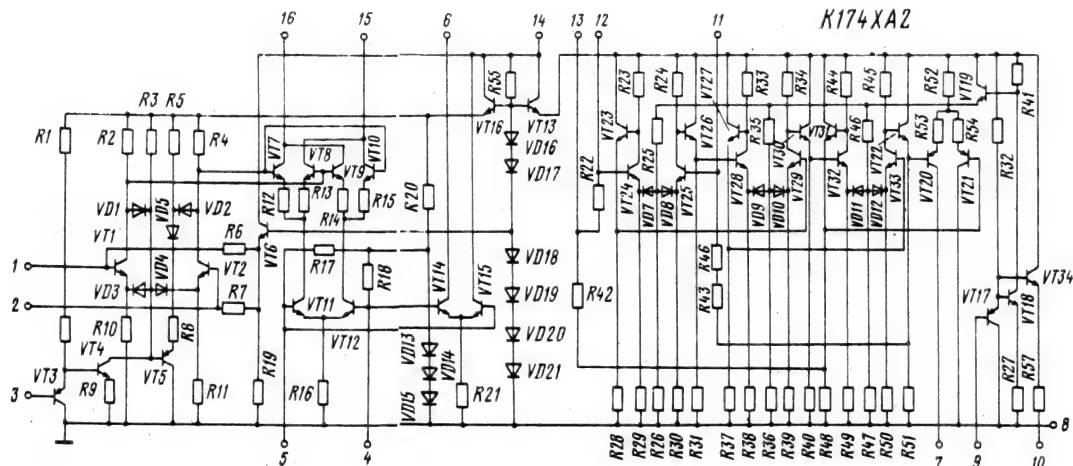 К174ХА2
16 15 6 14 13 12 11
R1 R2 R3 R5 R4
VT7 VT8 VT9 VT10
R12 R13 R14 R15
VD1 VD5 VD2
VT1 VD4 VT2
VD3
R6 VT6 R7
R17 R18 R20
VT11 VT12 VT14 VT15
R10 VT4 R8 VT5 R9 R11 R19 R16
VT3
VD13 VD14 VD15 R21
R55 VT16 VT13
VD16
VD17
VD18
VD19
VD20
VD21
R22 R42
R23 R24 VT27 R33 R34 R44 R45 R52 VT19 R41
VT23 VT26 R35 VT30 VT3 R46 VT22 R53 R54 R32
R25
VT24 VD7 VD8 VT25 VT28 VD9 VD10 VT29 VT32 VD11 VD12 VT33 VT20 VT21
R46
R43
VT17 VT18 VT34
R27 R57
R28 R29 R26 R30 R31 R37 R38 R36 R39 R40 R48 R49 R47 R50 R51
1
2
3
5 4 7 9 10
8